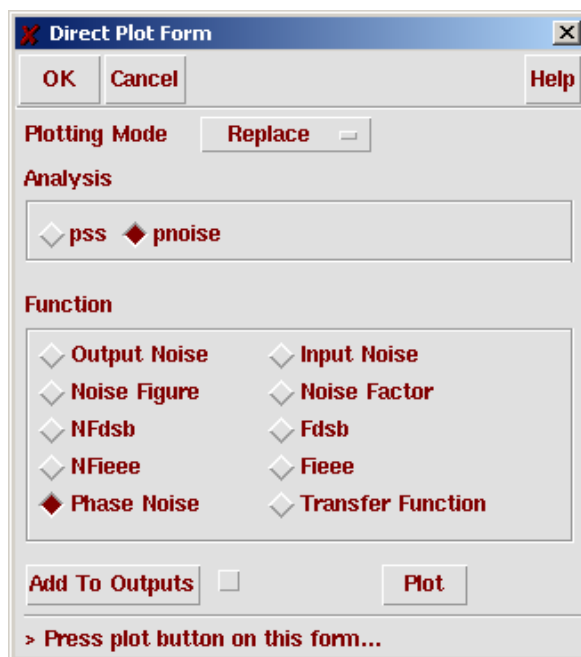 Direct Plot Form
OK Cancel Help
Plotting Mode Replace
Analysis
pss pnoise
Function
Output Noise Input Noise
Noise Figure Noise Factor
NFdsb Fdsb
NFieee Fieee
Phase Noise Transfer Function
Add To Outputs Plot
> Press plot button on this form...